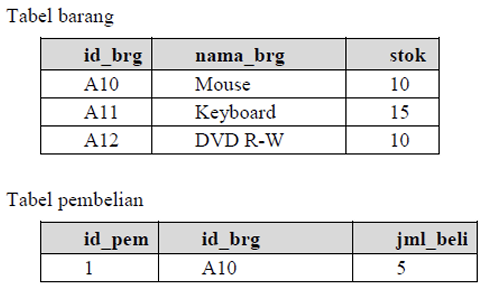 Tabel barang
id_brg nama_brg stok
A10 Mouse 10
A11 Keyboard 15
A12 DVD R-W 10
Tabel pembelian
id_pem id_brg jml_beli
1 A10 5